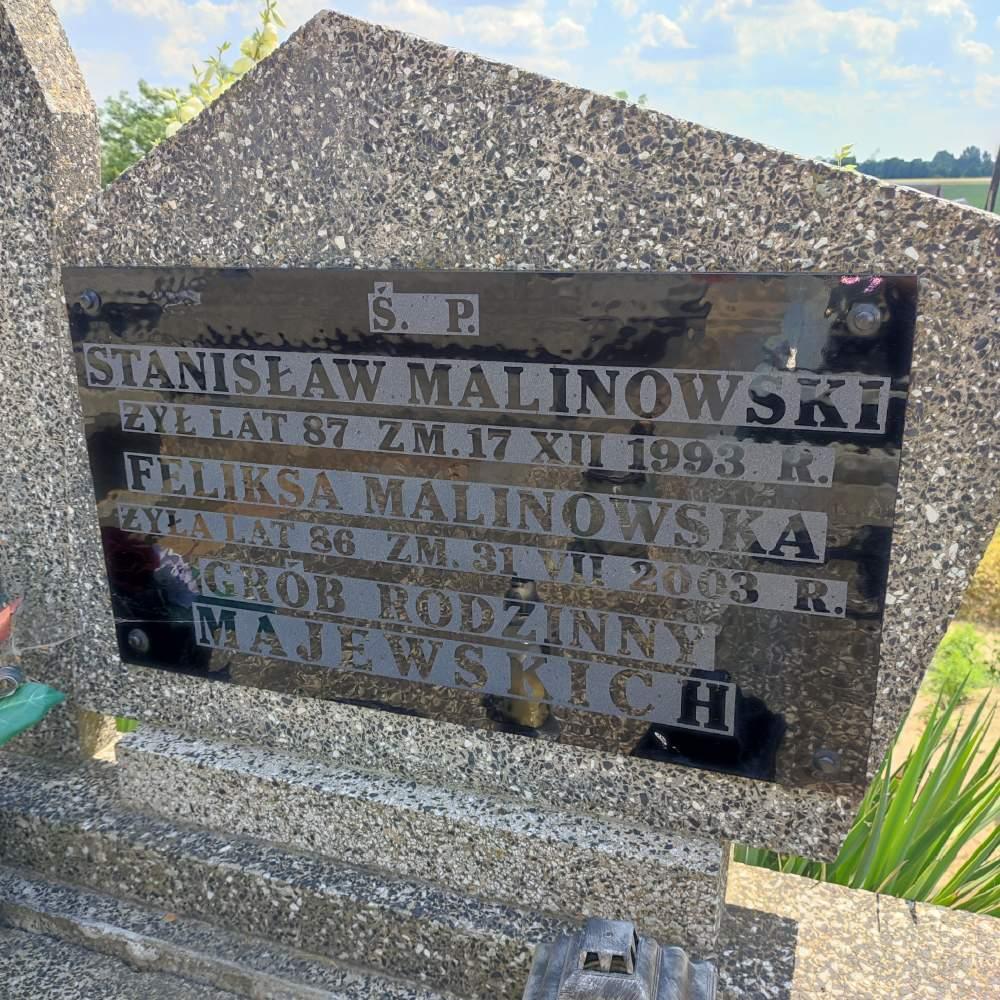 Ś. P.
STANISŁAW MALINOWSKI
ŻYŁ LAT 87 ZM. 17 XII 1993 R.
FELIKSA MALINOWSKA
ŻYŁA LAT 86 ZM. 31 VII 2003 R.
GRÓB RODZINNY
MAJEWSKICH